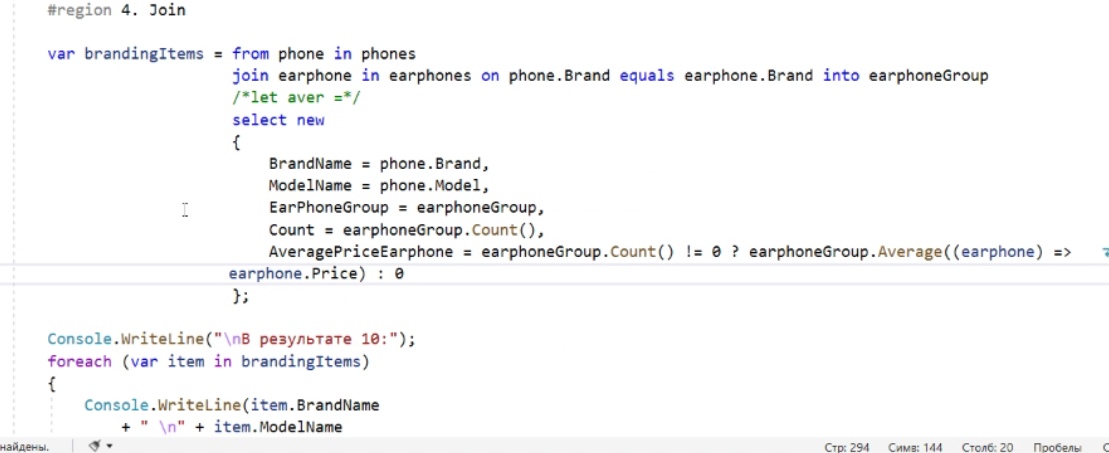 #region 4. Join
var brandingItems = from phone in phones
join earphone in earphones on phone.Brand equals earphone.Brand into earphoneGroup
/*let aver =*/
select new
{
BrandName = phone.Brand,
ModelName = phone.Model,
EarPhoneGroup = earphoneGroup,
Count = earphoneGroup.Count(),
AveragePriceEarphone = earphoneGroup.Count() != 0 ? earphoneGroup.Average((earphone) =>
earphone.Price) : 0
};
Console.WriteLine("\nВ результате 10:");
foreach (var item in brandingItems)
{
Console.WriteLine(item.BrandName
+ " \n" + item.ModelName
найдены. Стр: 294 Симв: 144 Столб: 20 Пробелы